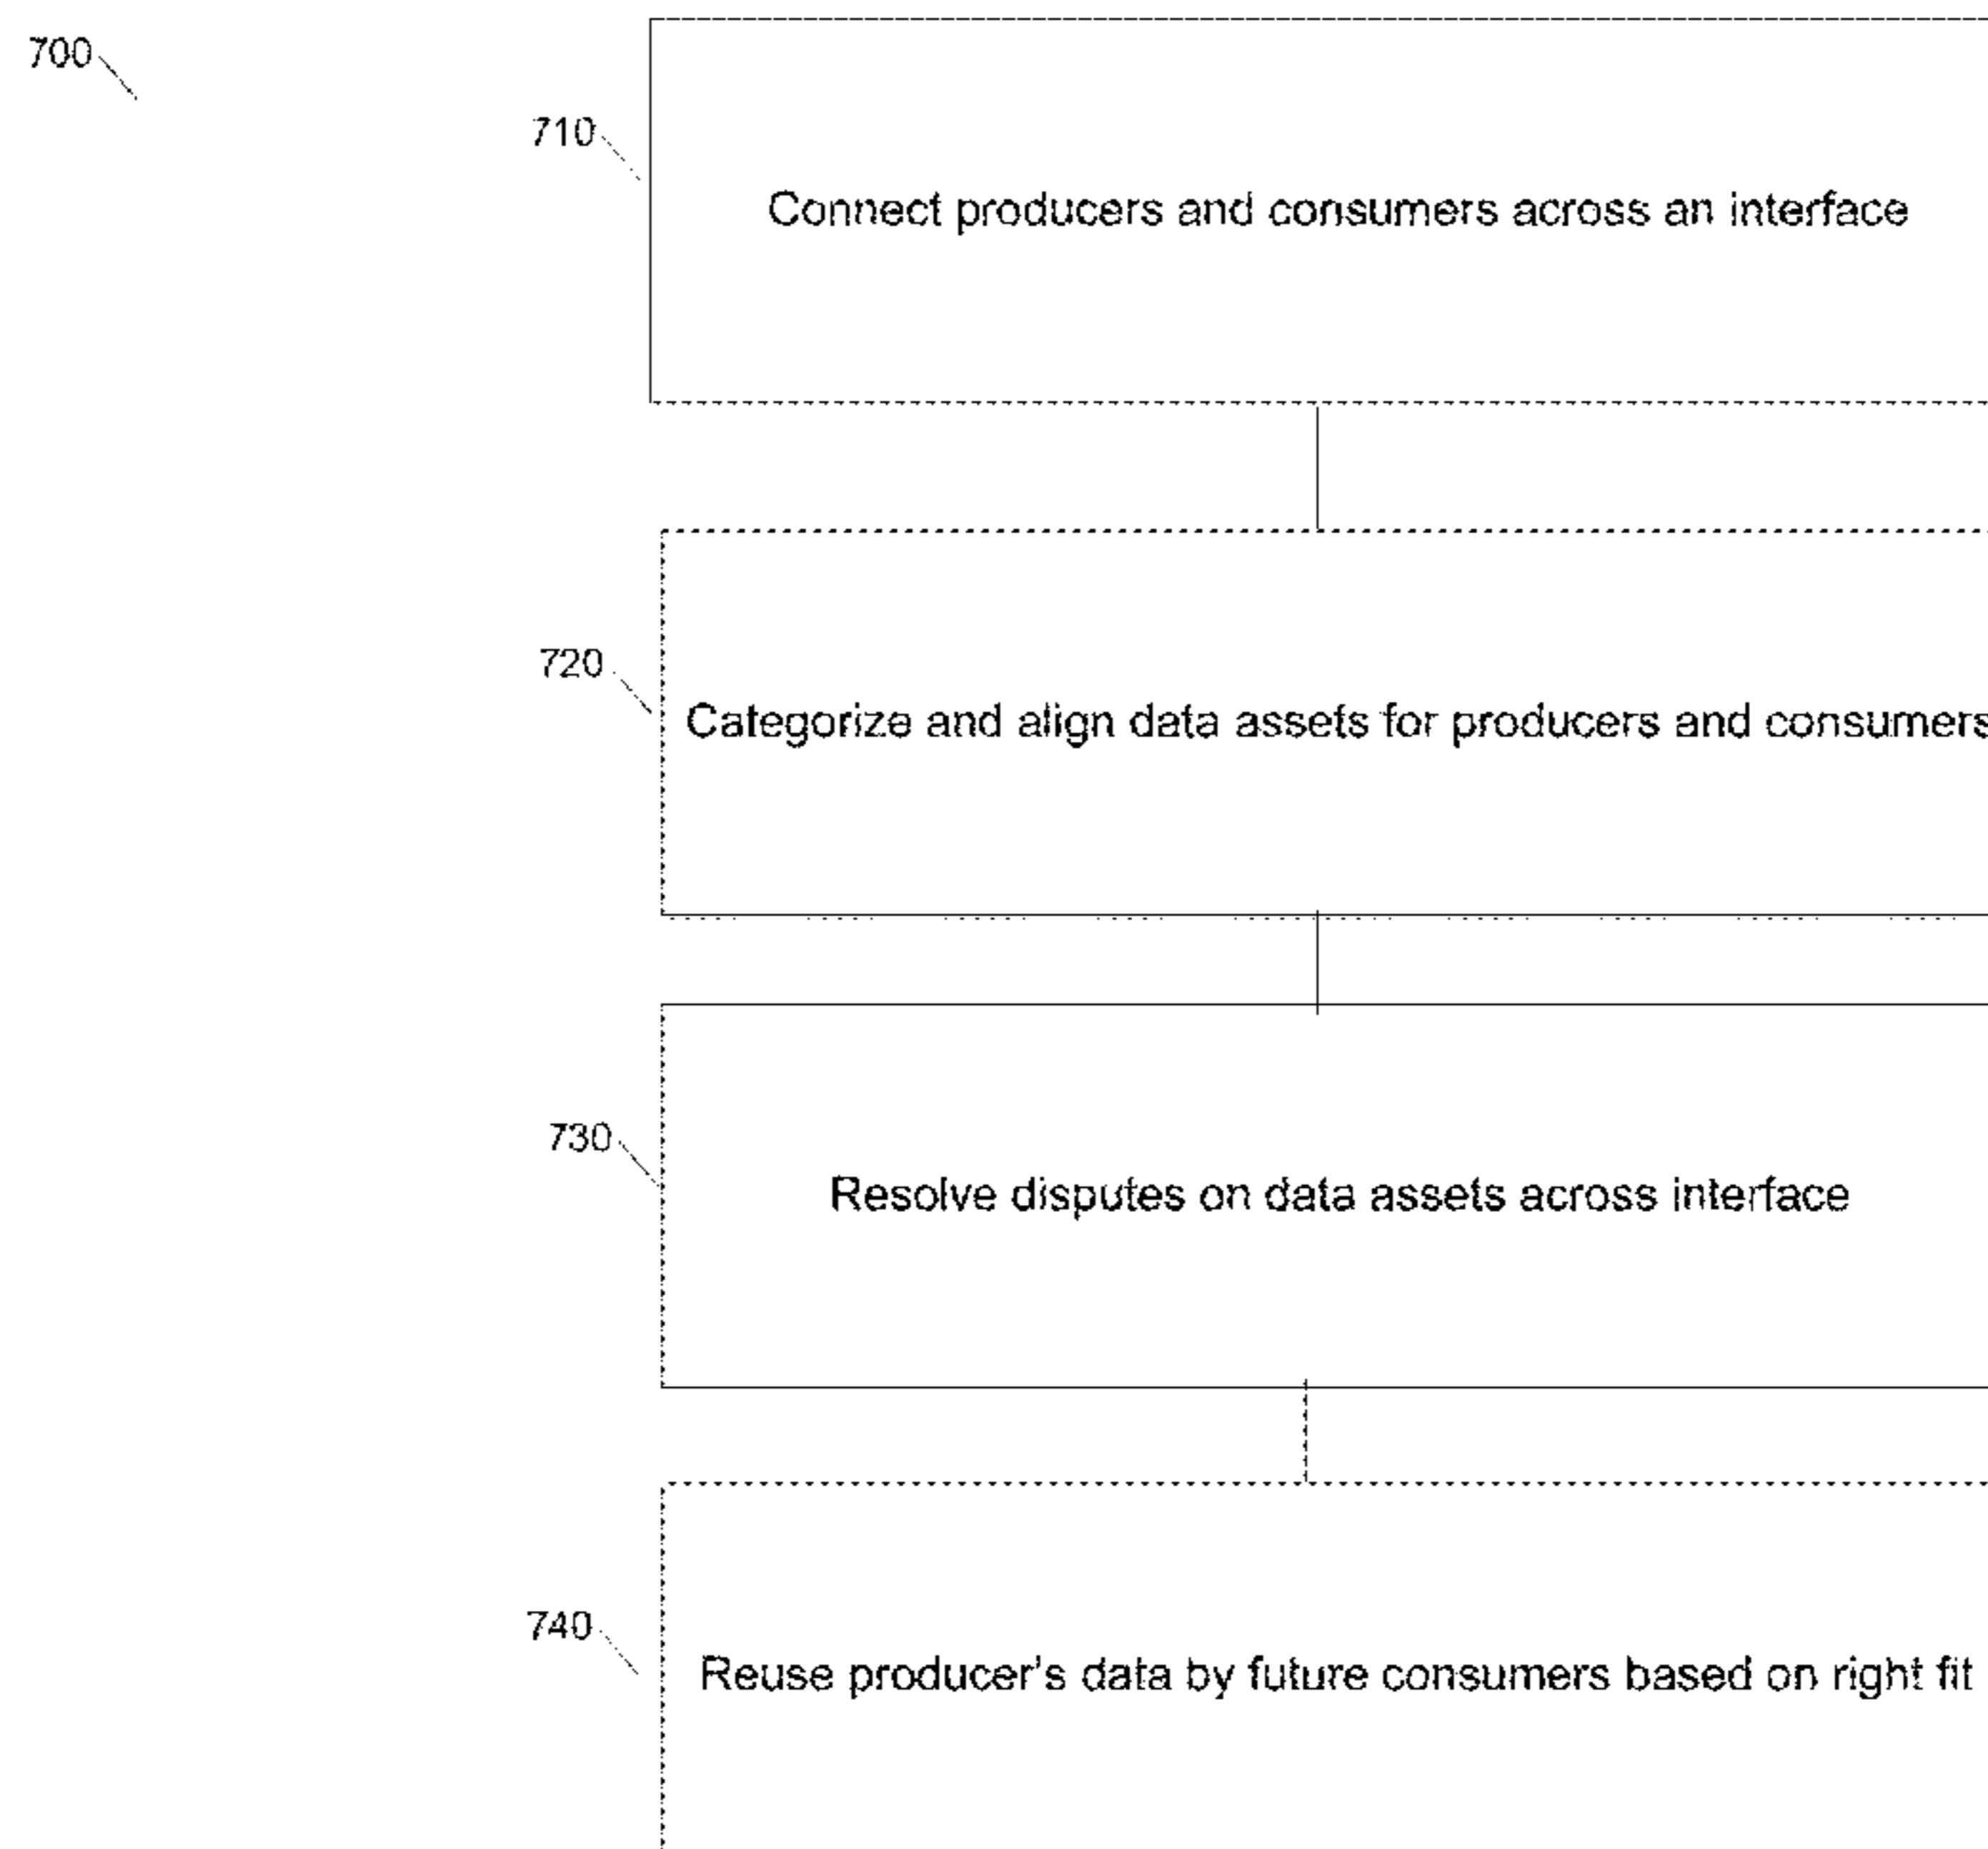 700
710
Connect producers and consumers across an interface
720
Categorize and align data assets for producers and consumers
730
Resolve disputes on data assets across interface
740
Reuse producer's data by future consumers based on right fit